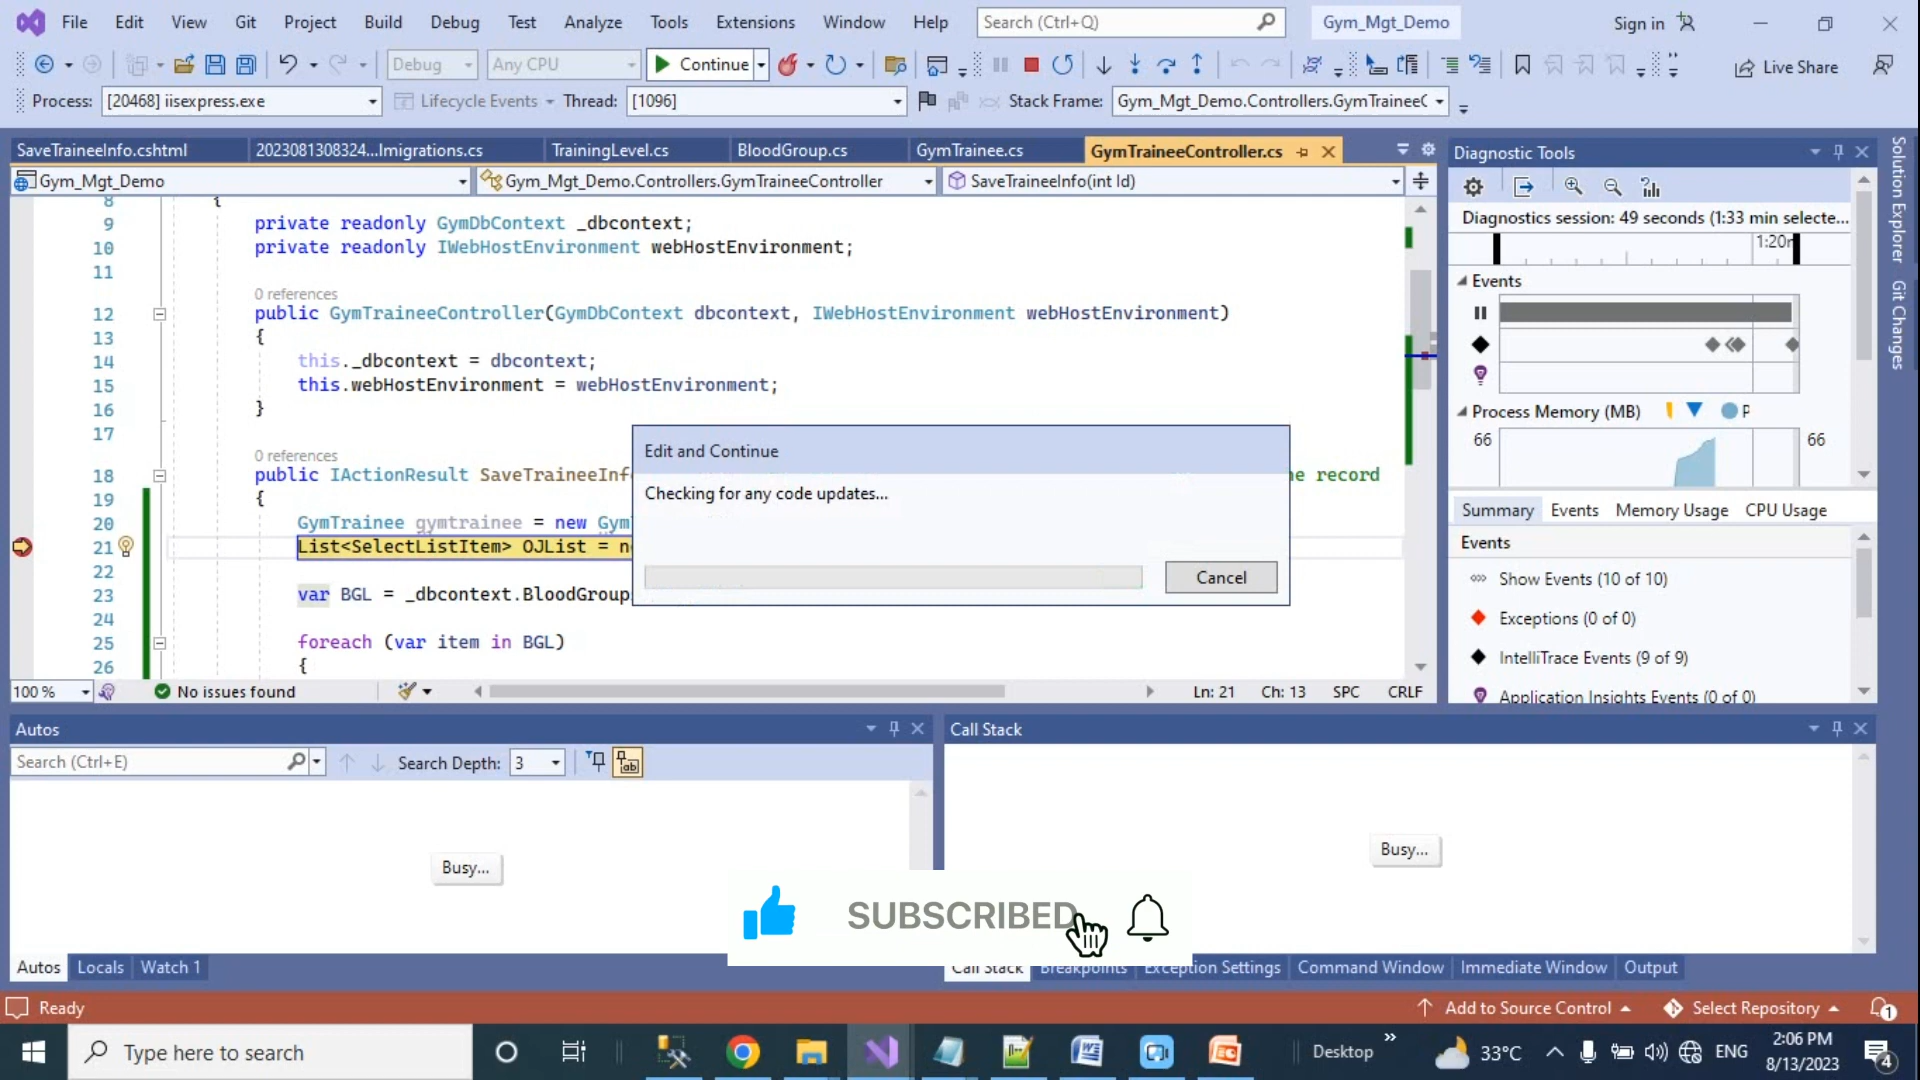 File Edit View Git Project Build Debug Test Analyze Tools Extensions Window Help Search (Ctrl+Q) Gym_Mgt_Demo Sign in
Debug Any CPU Continue Live Share
Process: [20468] iisexpress.exe Lifecycle Events Thread: [1096] Stack Frame: Gym_Mgt_Demo.Controllers.GymTraineeC
SaveTraineeInfo.cshtml 2023081308324...Imigrations.cs TrainingLevel.cs BloodGroup.cs GymTrainee.cs GymTraineeController.cs
Gym_Mgt_Demo Gym_Mgt_Demo.Controllers.GymTraineeController SaveTraineeInfo(int Id)
8 {
9 private readonly GymDbContext _dbcontext;
10 private readonly IWebHostEnvironment webHostEnvironment;
11
0 references
12 public GymTraineeController(GymDbContext dbcontext, IWebHostEnvironment webHostEnvironment)
13 {
14 this._dbcontext = dbcontext;
15 this.webHostEnvironment = webHostEnvironment;
16 }
17
0 references
18 public IActionResult SaveTraineeInf e record
19 {
20 GymTrainee gymtrainee = new Gym
21 List<SelectListItem> OJList = n
22
23 var BGL = _dbcontext.BloodGroup
24
25 foreach (var item in BGL)
26 {
Edit and Continue
Checking for any code updates...
Cancel
100 % No issues found Ln: 21 Ch: 13 SPC CRLF
Diagnostic Tools
Diagnostics session: 49 seconds (1:33 min selecte...
1:20m
Events
Process Memory (MB) P
66 66
Summary Events Memory Usage CPU Usage
Events
Show Events (10 of 10)
Exceptions (0 of 0)
IntelliTrace Events (9 of 9)
Application Insights Events (0 of 0)
Solution Explorer
Git Changes
Autos
Search (Ctrl+E) Search Depth: 3
Busy...
Autos Locals Watch 1
Call Stack
Busy...
Call Stack Breakpoints Exception Settings Command Window Immediate Window Output
SUBSCRIBED
Ready Add to Source Control Select Repository 1
Type here to search Desktop 33°C ENG 2:06 PM
8/13/2023 4